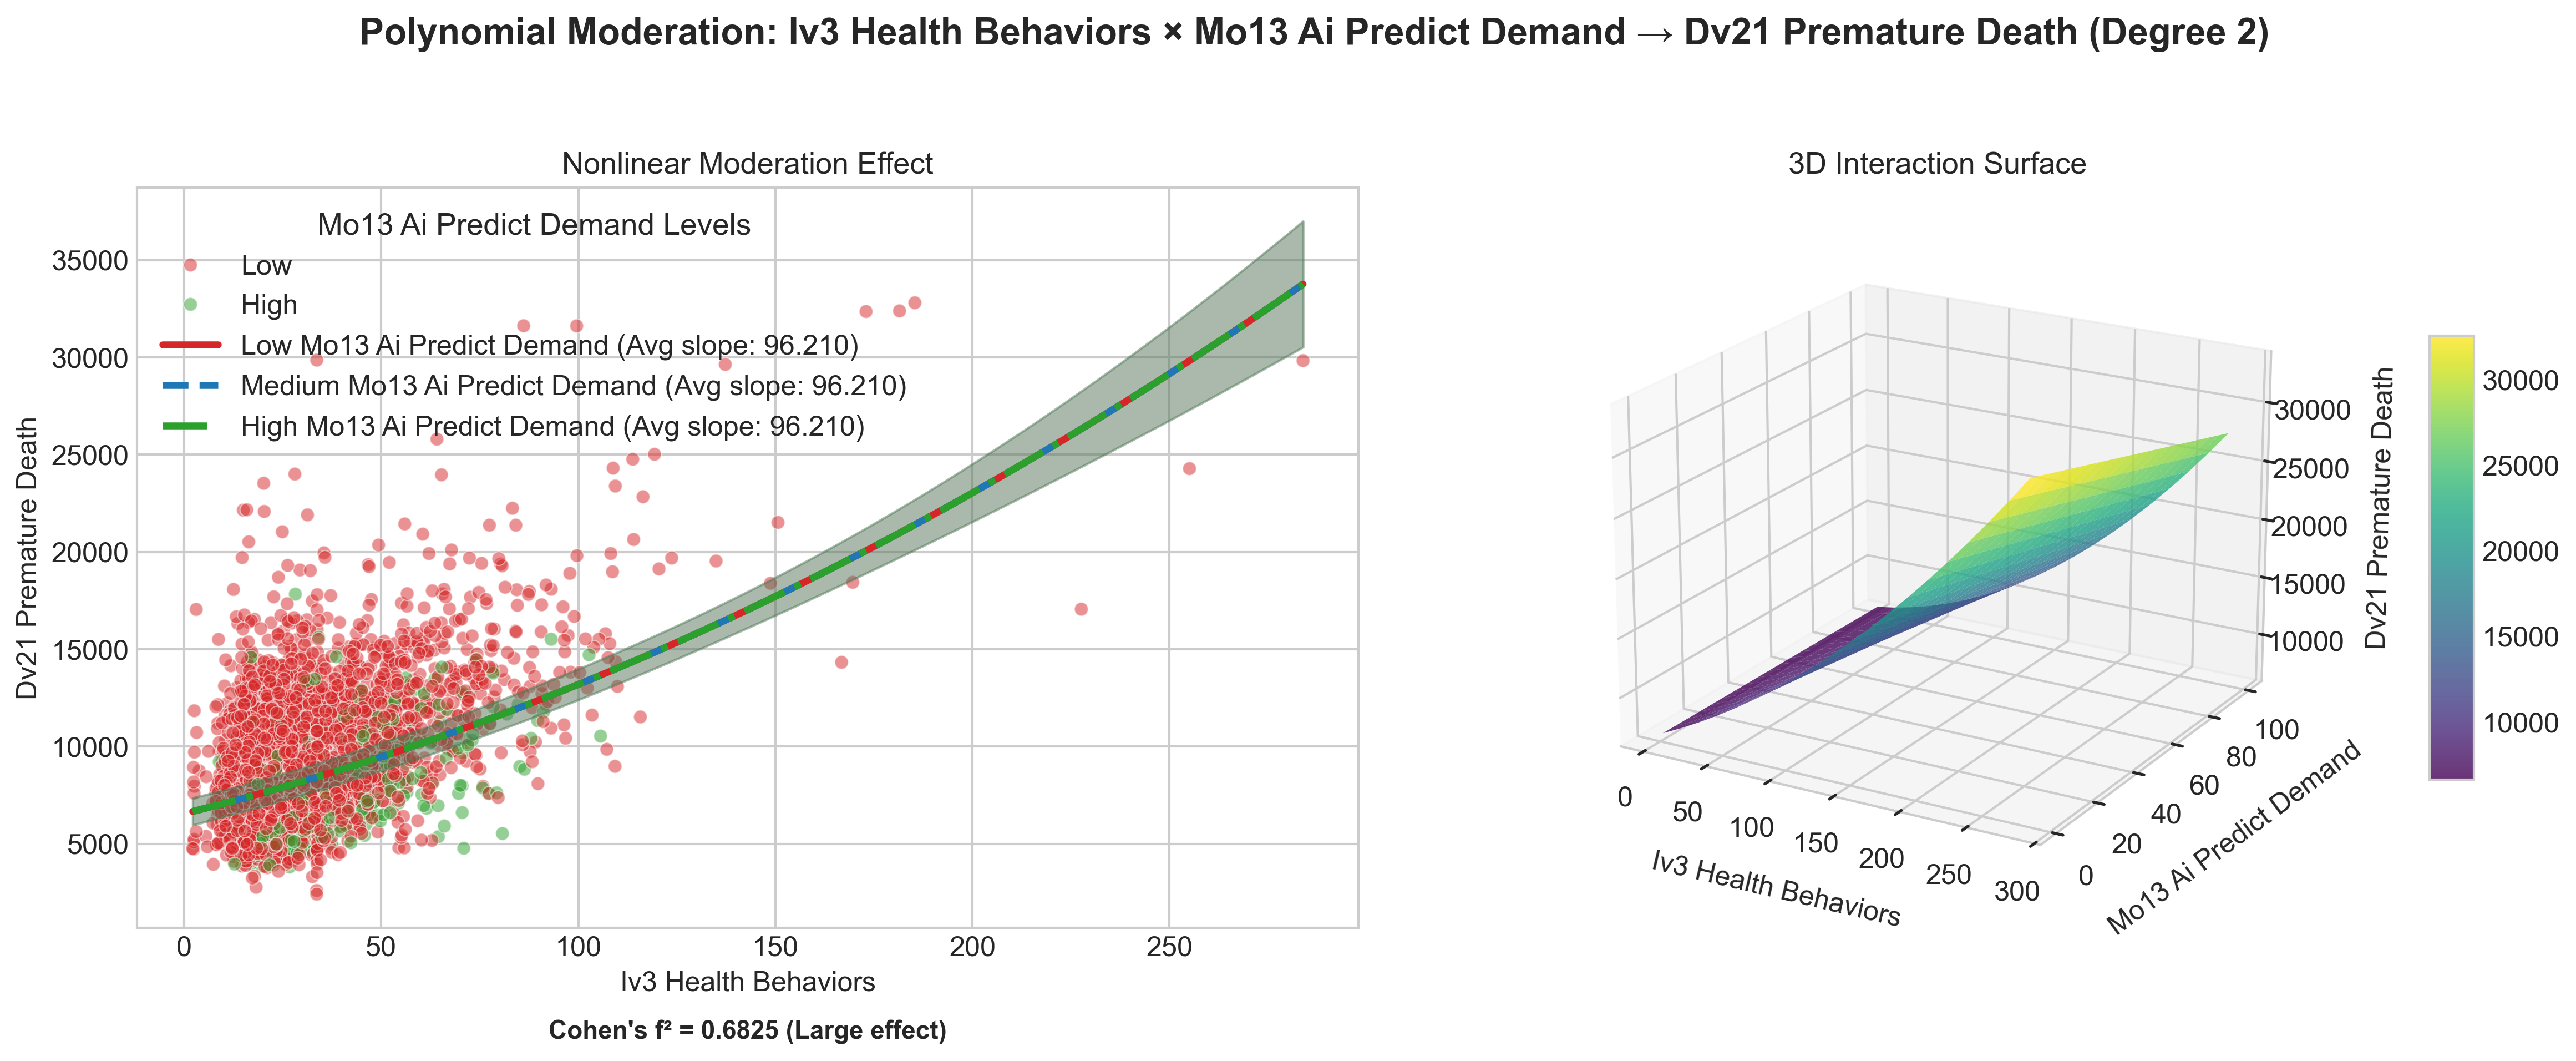 Polynomial Moderation: Iv3 Health Behaviors × Mo13 Ai Predict Demand → Dv21 Premature Death (Degree 2)
Nonlinear Moderation Effect
Mo13 Ai Predict Demand Levels
Low
High
Low Mo13 Ai Predict Demand (Avg slope: 96.210)
Medium Mo13 Ai Predict Demand (Avg slope: 96.210)
High Mo13 Ai Predict Demand (Avg slope: 96.210)
Dv21 Premature Death
35000
30000
25000
20000
15000
10000
5000
0
50
100
150
200
250
Iv3 Health Behaviors
Cohen's f² = 0.6825 (Large effect)
3D Interaction Surface
0
50
100
150
200
250
300
Iv3 Health Behaviors
0
20
40
60
80
100
Mo13 Ai Predict Demand
30000
25000
20000
15000
10000
Dv21 Premature Death
30000
25000
20000
15000
10000